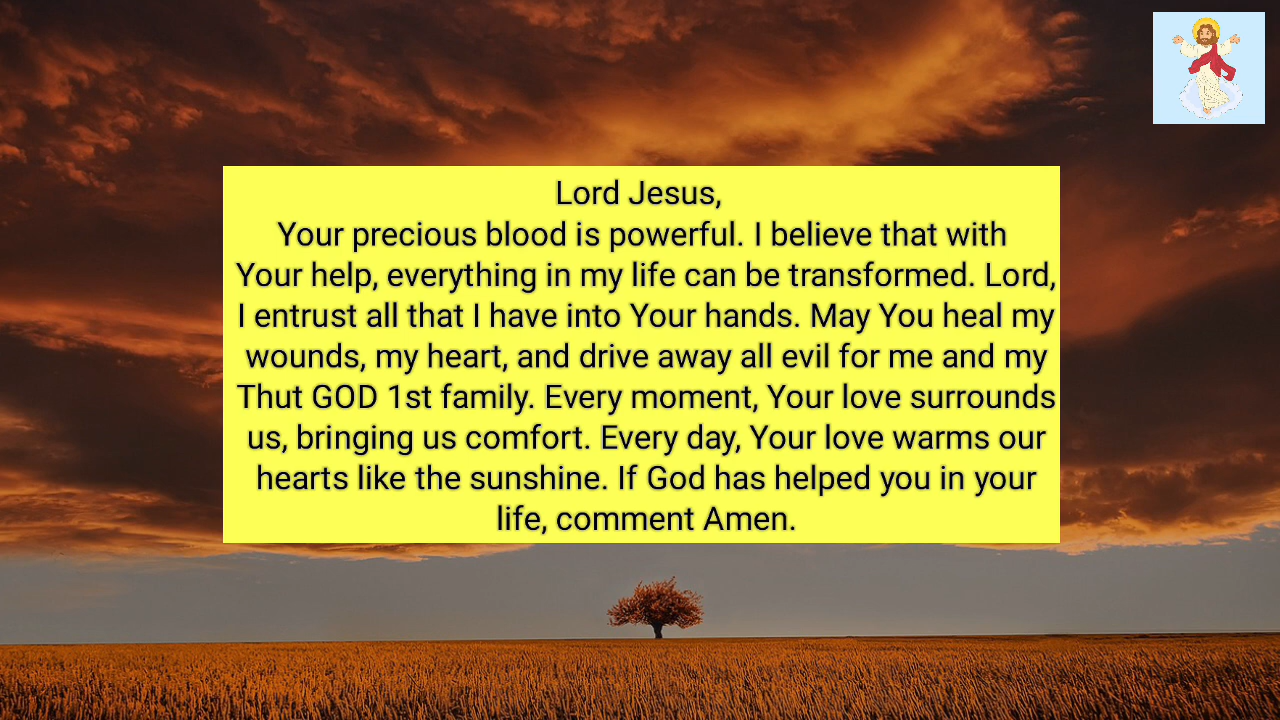 Lord Jesus,
Your precious blood is powerful. I believe that with
Your help, everything in my life can be transformed. Lord,
I entrust all that I have into Your hands. May You heal my
wounds, my heart, and drive away all evil for me and my
Thut GOD 1st family. Every moment, Your love surrounds
us, bringing us comfort. Every day, Your love warms our
hearts like the sunshine. If God has helped you in your
life, comment Amen.